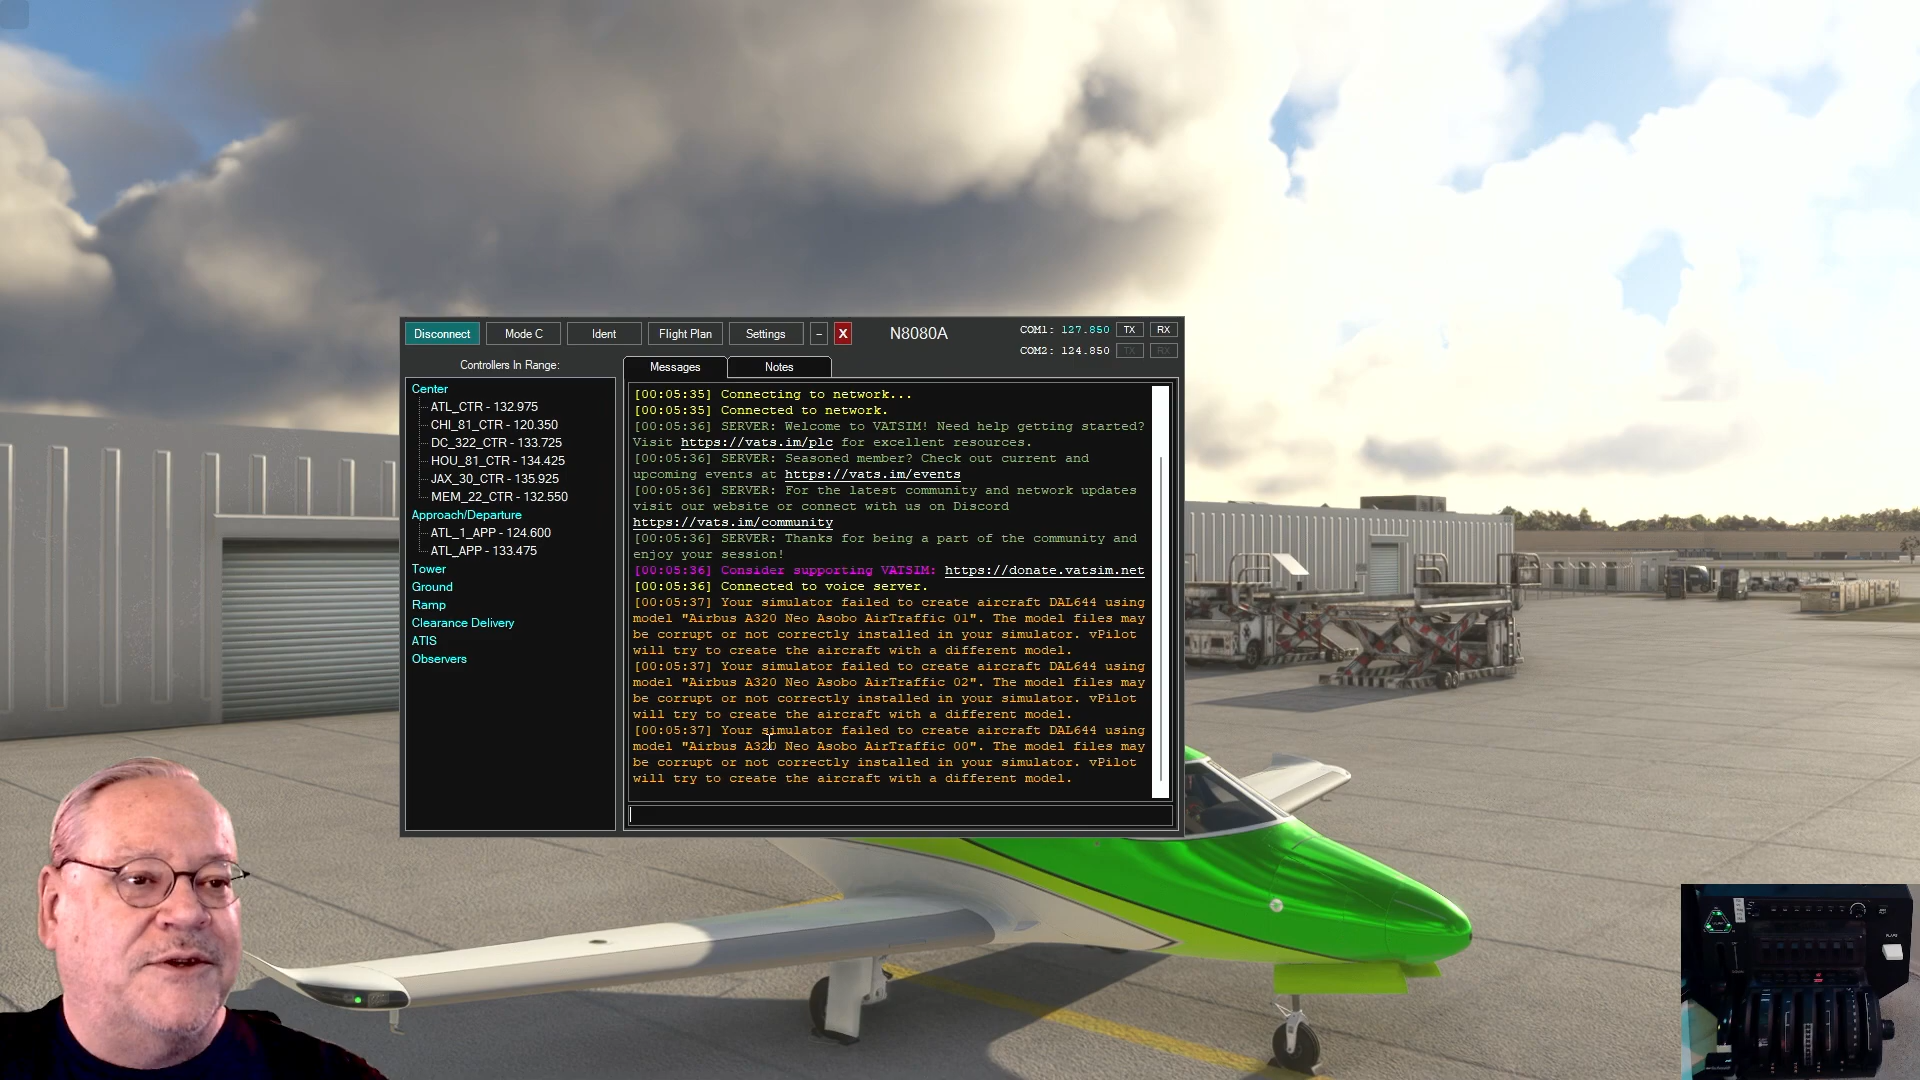 Disconnect
Mode C
Ident
Flight Plan
Settings
–
X
N8080A
COM1: 127.850 TX RX
COM2: 124.850 TX RX
Controllers In Range:
Center
ATL_CTR - 132.975
CHI_81_CTR - 120.350
DC_322_CTR - 133.725
HOU_81_CTR - 134.425
JAX_30_CTR - 135.925
MEM_22_CTR - 132.550
Approach/Departure
ATL_1_APP - 124.600
ATL_APP - 133.475
Tower
Ground
Ramp
Clearance Delivery
ATIS
Observers
Messages
Notes
[00:05:35] Connecting to network...
[00:05:35] Connected to network.
[00:05:36] SERVER: Welcome to VATSIM! Need help getting started?
Visit https://vats.im/plc for excellent resources.
[00:05:36] SERVER: Seasoned member? Check out current and
upcoming events at https://vats.im/events
[00:05:36] SERVER: For the latest community and network updates
visit our website or connect with us on Discord
https://vats.im/community
[00:05:36] SERVER: Thanks for being a part of the community and
enjoy your session!
[00:05:36] Consider supporting VATSIM: https://donate.vatsim.net
[00:05:36] Connected to voice server.
[00:05:37] Your simulator failed to create aircraft DAL644 using
model "Airbus A320 Neo Asobo AirTraffic 01". The model files may
be corrupt or not correctly installed in your simulator. vPilot
will try to create the aircraft with a different model.
[00:05:37] Your simulator failed to create aircraft DAL644 using
model "Airbus A320 Neo Asobo AirTraffic 02". The model files may
be corrupt or not correctly installed in your simulator. vPilot
will try to create the aircraft with a different model.
[00:05:37] Your simulator failed to create aircraft DAL644 using
model "Airbus A320 Neo Asobo AirTraffic 00". The model files may
be corrupt or not correctly installed in your simulator. vPilot
will try to create the aircraft with a different model.